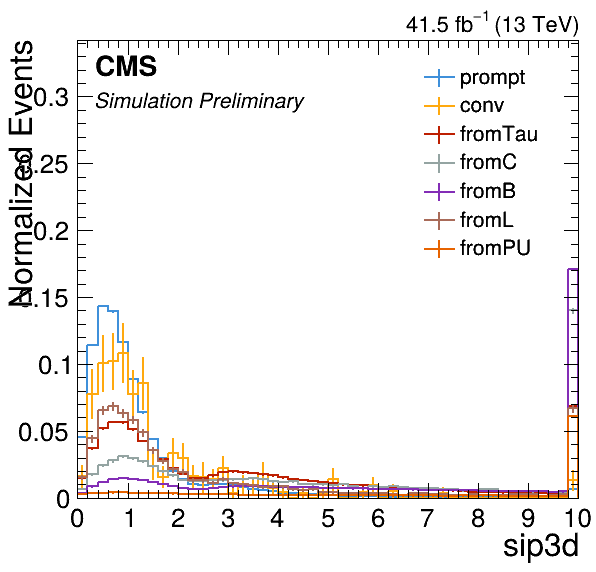 41.5 fb⁻¹ (13 TeV)
CMS
Simulation Preliminary
Normalized Events
0.3
0.25
0.2
0.15
0.1
0.05
0
prompt
conv
fromTau
fromC
fromB
fromL
fromPU
0 1 2 3 4 5 6 7 8 9 10
sip3d